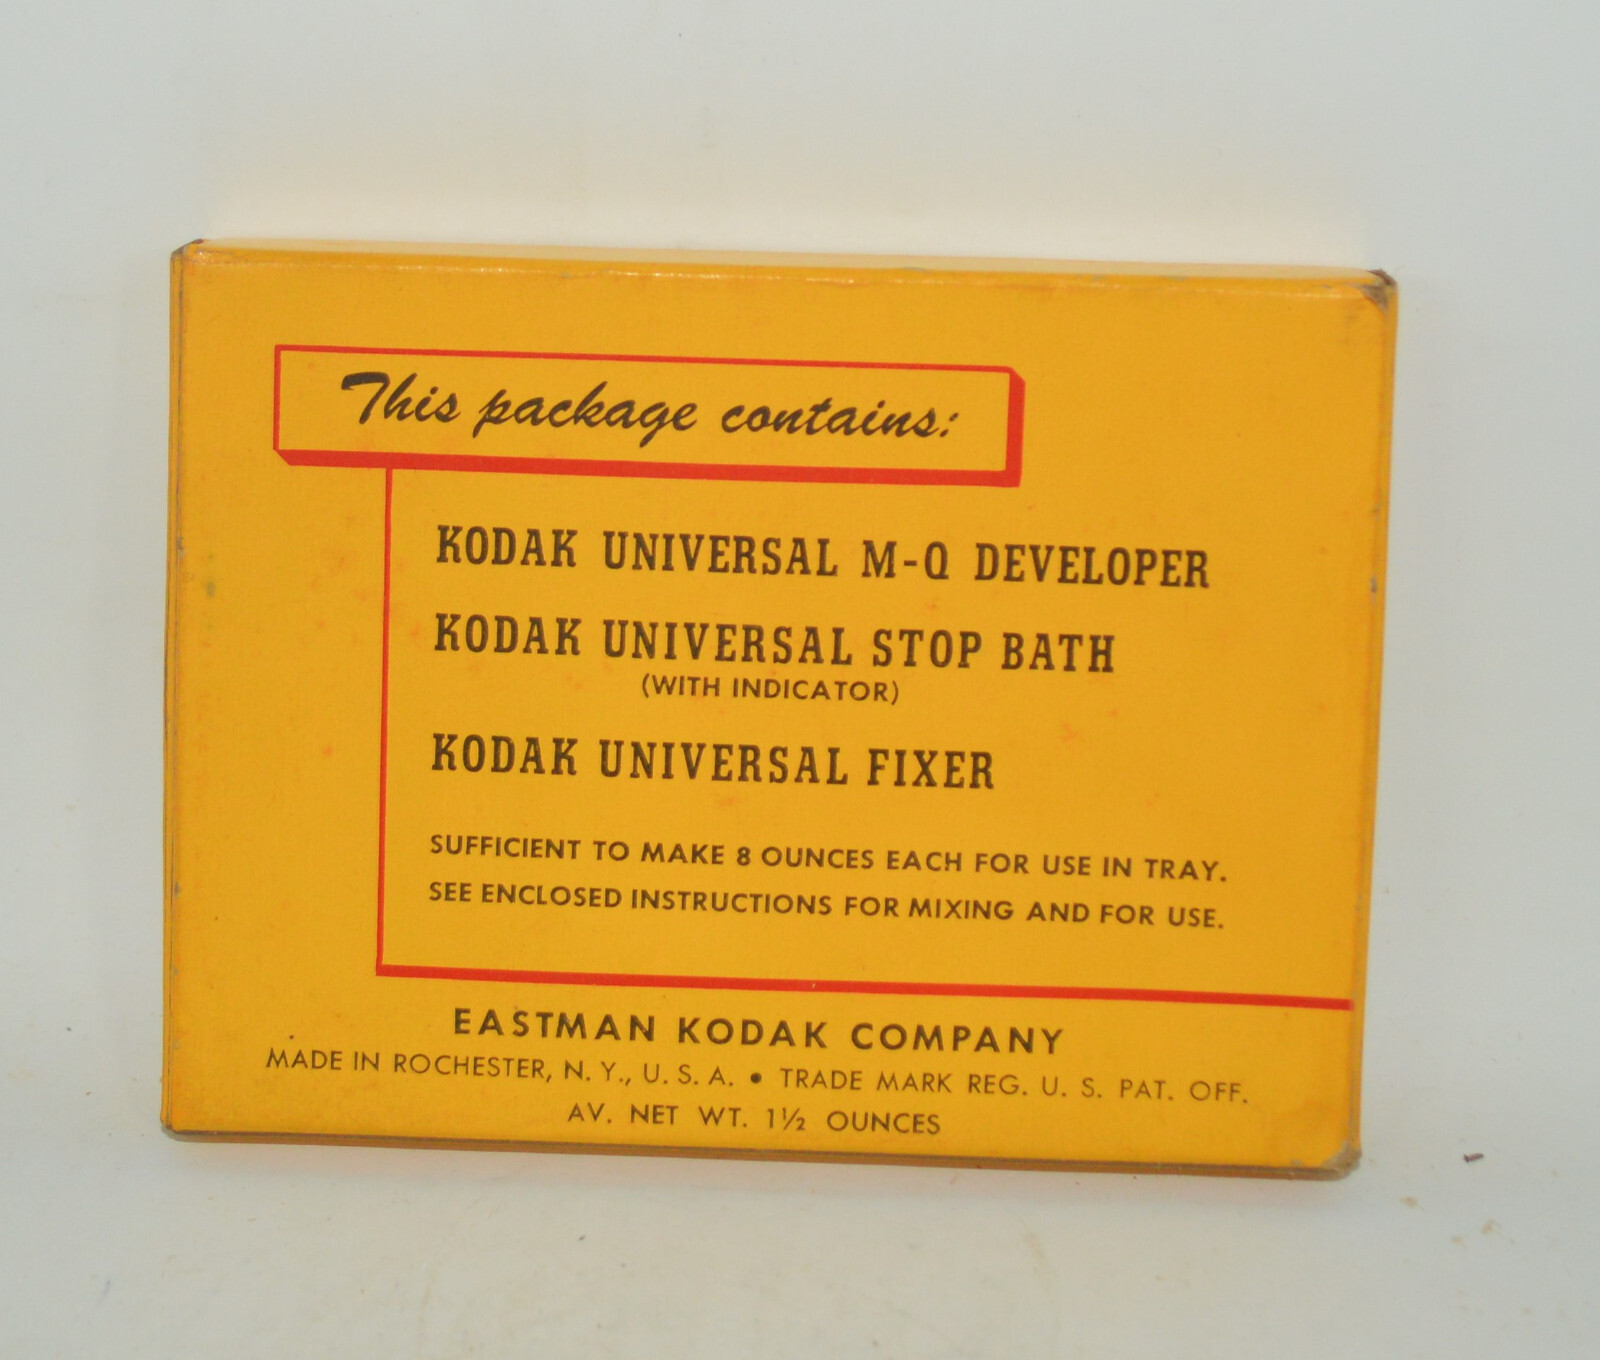 This package contains:
KODAK UNIVERSAL M-Q DEVELOPER
KODAK UNIVERSAL STOP BATH
(WITH INDICATOR)
KODAK UNIVERSAL FIXER
SUFFICIENT TO MAKE 8 OUNCES EACH FOR USE IN TRAY.
SEE ENCLOSED INSTRUCTIONS FOR MIXING AND FOR USE.
EASTMAN KODAK COMPANY
MADE IN ROCHESTER, N. Y., U. S. A. • TRADE MARK REG. U. S. PAT. OFF.
AV. NET WT. 1½ OUNCES